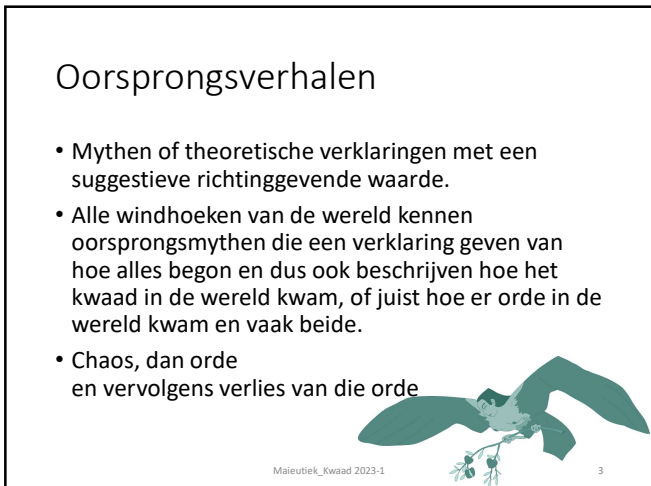 Oorsprongsverhalen
• Mythen of theoretische verklaringen met een
suggestieve richtinggevende waarde.
• Alle windhoeken van de wereld kennen
oorsprongsmythen die een verklaring geven van
hoe alles begon en dus ook beschrijven hoe het
kwaad in de wereld kwam, of juist hoe er orde in de
wereld kwam en vaak beide.
• Chaos, dan orde
en vervolgens verlies van die orde
Maieutiek_Kwaad 2023-1
3